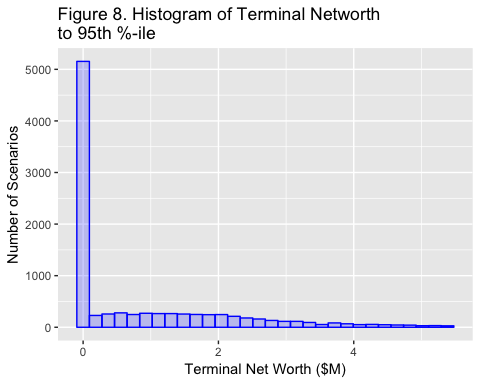 Figure 8. Histogram of Terminal Networth
to 95th %-ile
5000
4000
3000
2000
1000
0
Number of Scenarios
0 2 4
Terminal Net Worth ($M)